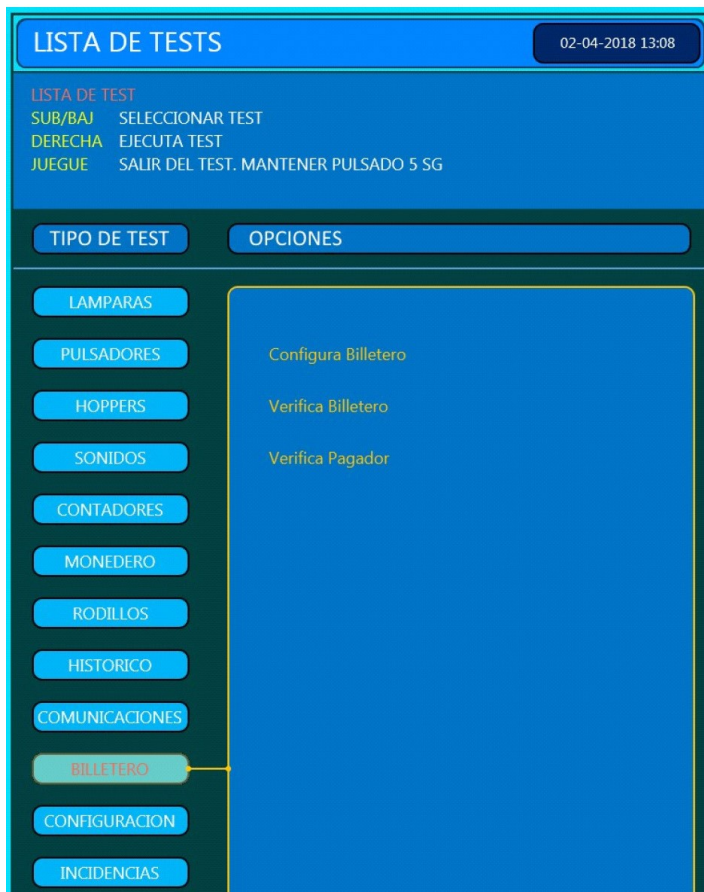 LISTA DE TESTS
02-04-2018 13:08
LISTA DE TEST
SUB/BAJ SELECCIONAR TEST
DERECHA EJECUTA TEST
JUEGUE SALIR DEL TEST. MANTENER PULSADO 5 SG
TIPO DE TEST
OPCIONES
LAMPARAS
PULSADORES
Configura Billetero
HOPPERS
Verifica Billetero
SONIDOS
Verifica Pagador
CONTADORES
MONEDERO
RODILLOS
HISTORICO
COMUNICACIONES
BILLETERO
CONFIGURACION
INCIDENCIAS